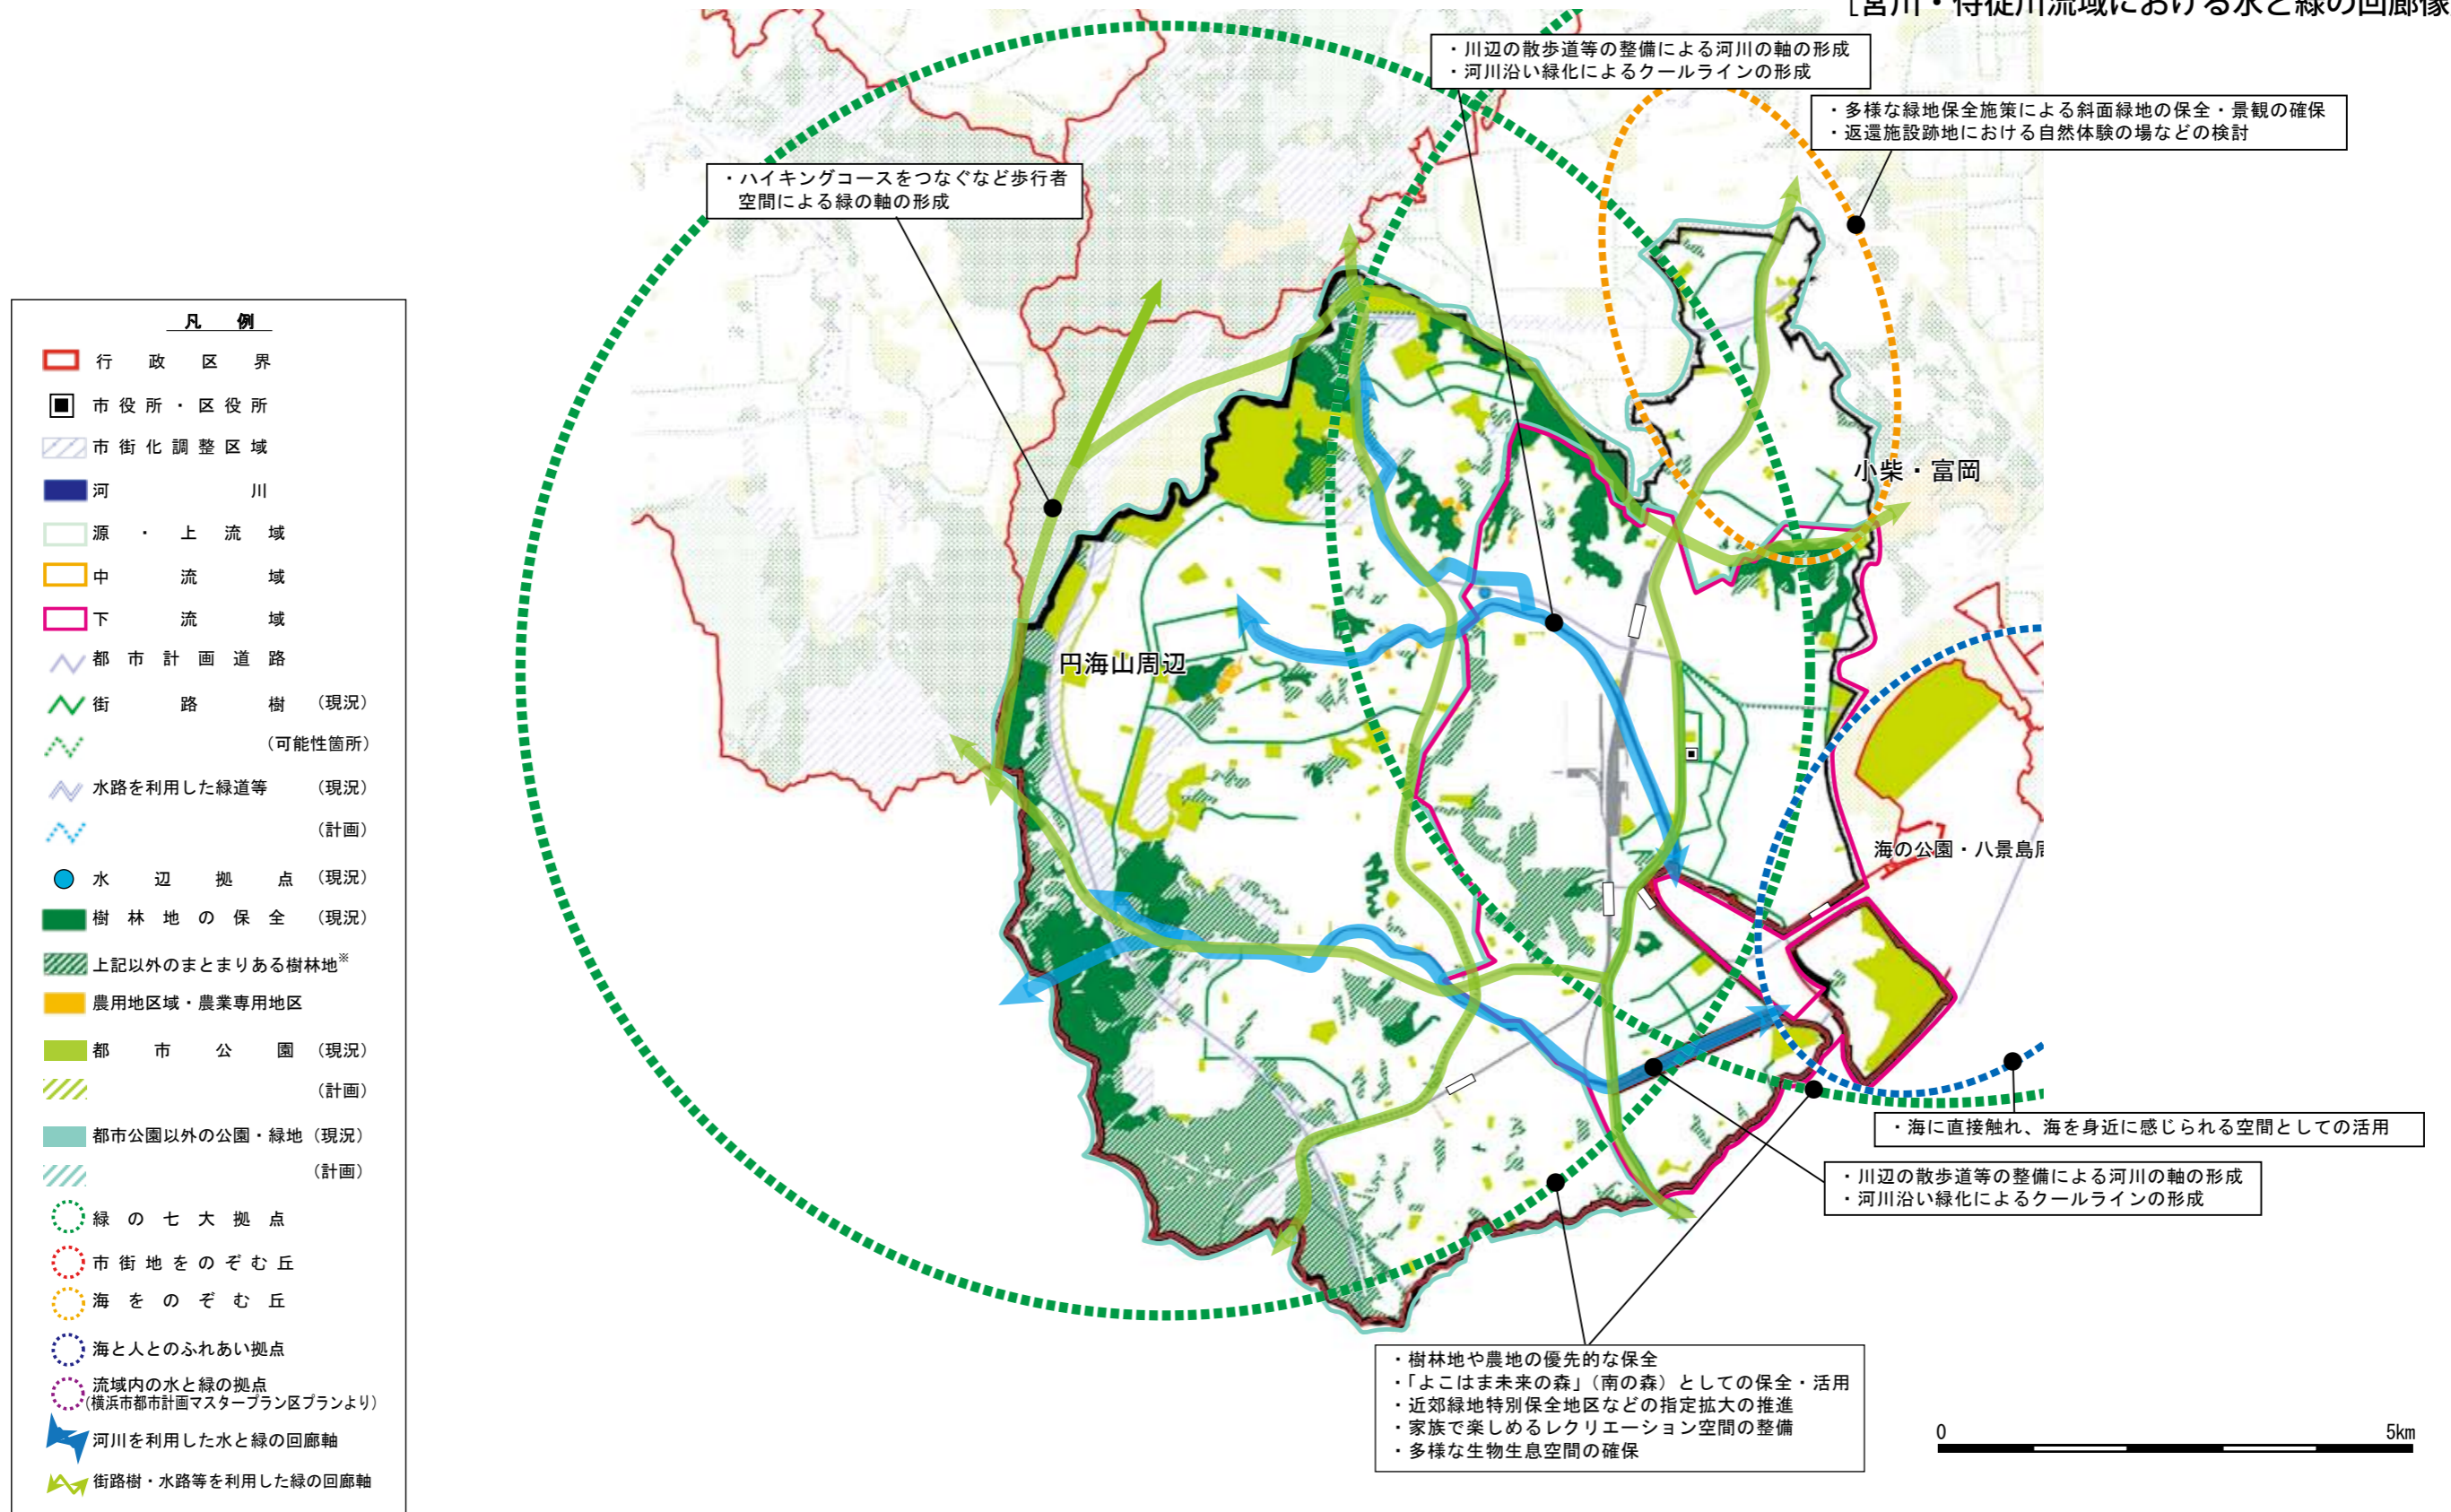 [宮川・侍従川流域における水と緑の回廊像
・川辺の散歩道等の整備による河川の軸の形成
・河川沿い緑化によるクールラインの形成
・多様な緑地保全施策による斜面緑地の保全・景観の確保
・返還施設跡地における自然体験の場などの検討
・ハイキングコースをつなぐなど歩行者
空間による緑の軸の形成
凡 例
行政区界
市役所・区役所
市街化調整区域
河川
源・上流域
中流域
下流域
都市計画道路
街路樹 (現況)
(可能性箇所)
水路を利用した緑道等 (現況)
(計画)
水辺拠点 (現況)
樹林地の保全 (現況)
上記以外のまとまりある樹林地※
農用地区域・農業専用地区
都市公園 (現況)
(計画)
都市公園以外の公園・緑地 (現況)
(計画)
緑の七大拠点
市街地をのぞむ丘
海をのぞむ丘
海と人とのふれあい拠点
流域内の水と緑の拠点
(横浜市都市計画マスタープラン区プランより)
河川を利用した水と緑の回廊軸
街路樹・水路等を利用した緑の回廊軸
小柴・富岡
円海山周辺
海の公園・八景島
・海に直接触れ、海を身近に感じられる空間としての活用
・川辺の散歩道等の整備による河川の軸の形成
・河川沿い緑化によるクールラインの形成
・樹林地や農地の優先的な保全
・「よこはま未来の森」(南の森)としての保全・活用
・近郊緑地特別保全地区などの指定拡大の推進
・家族で楽しめるレクリエーション空間の整備
・多様な生物生息空間の確保
0 5km